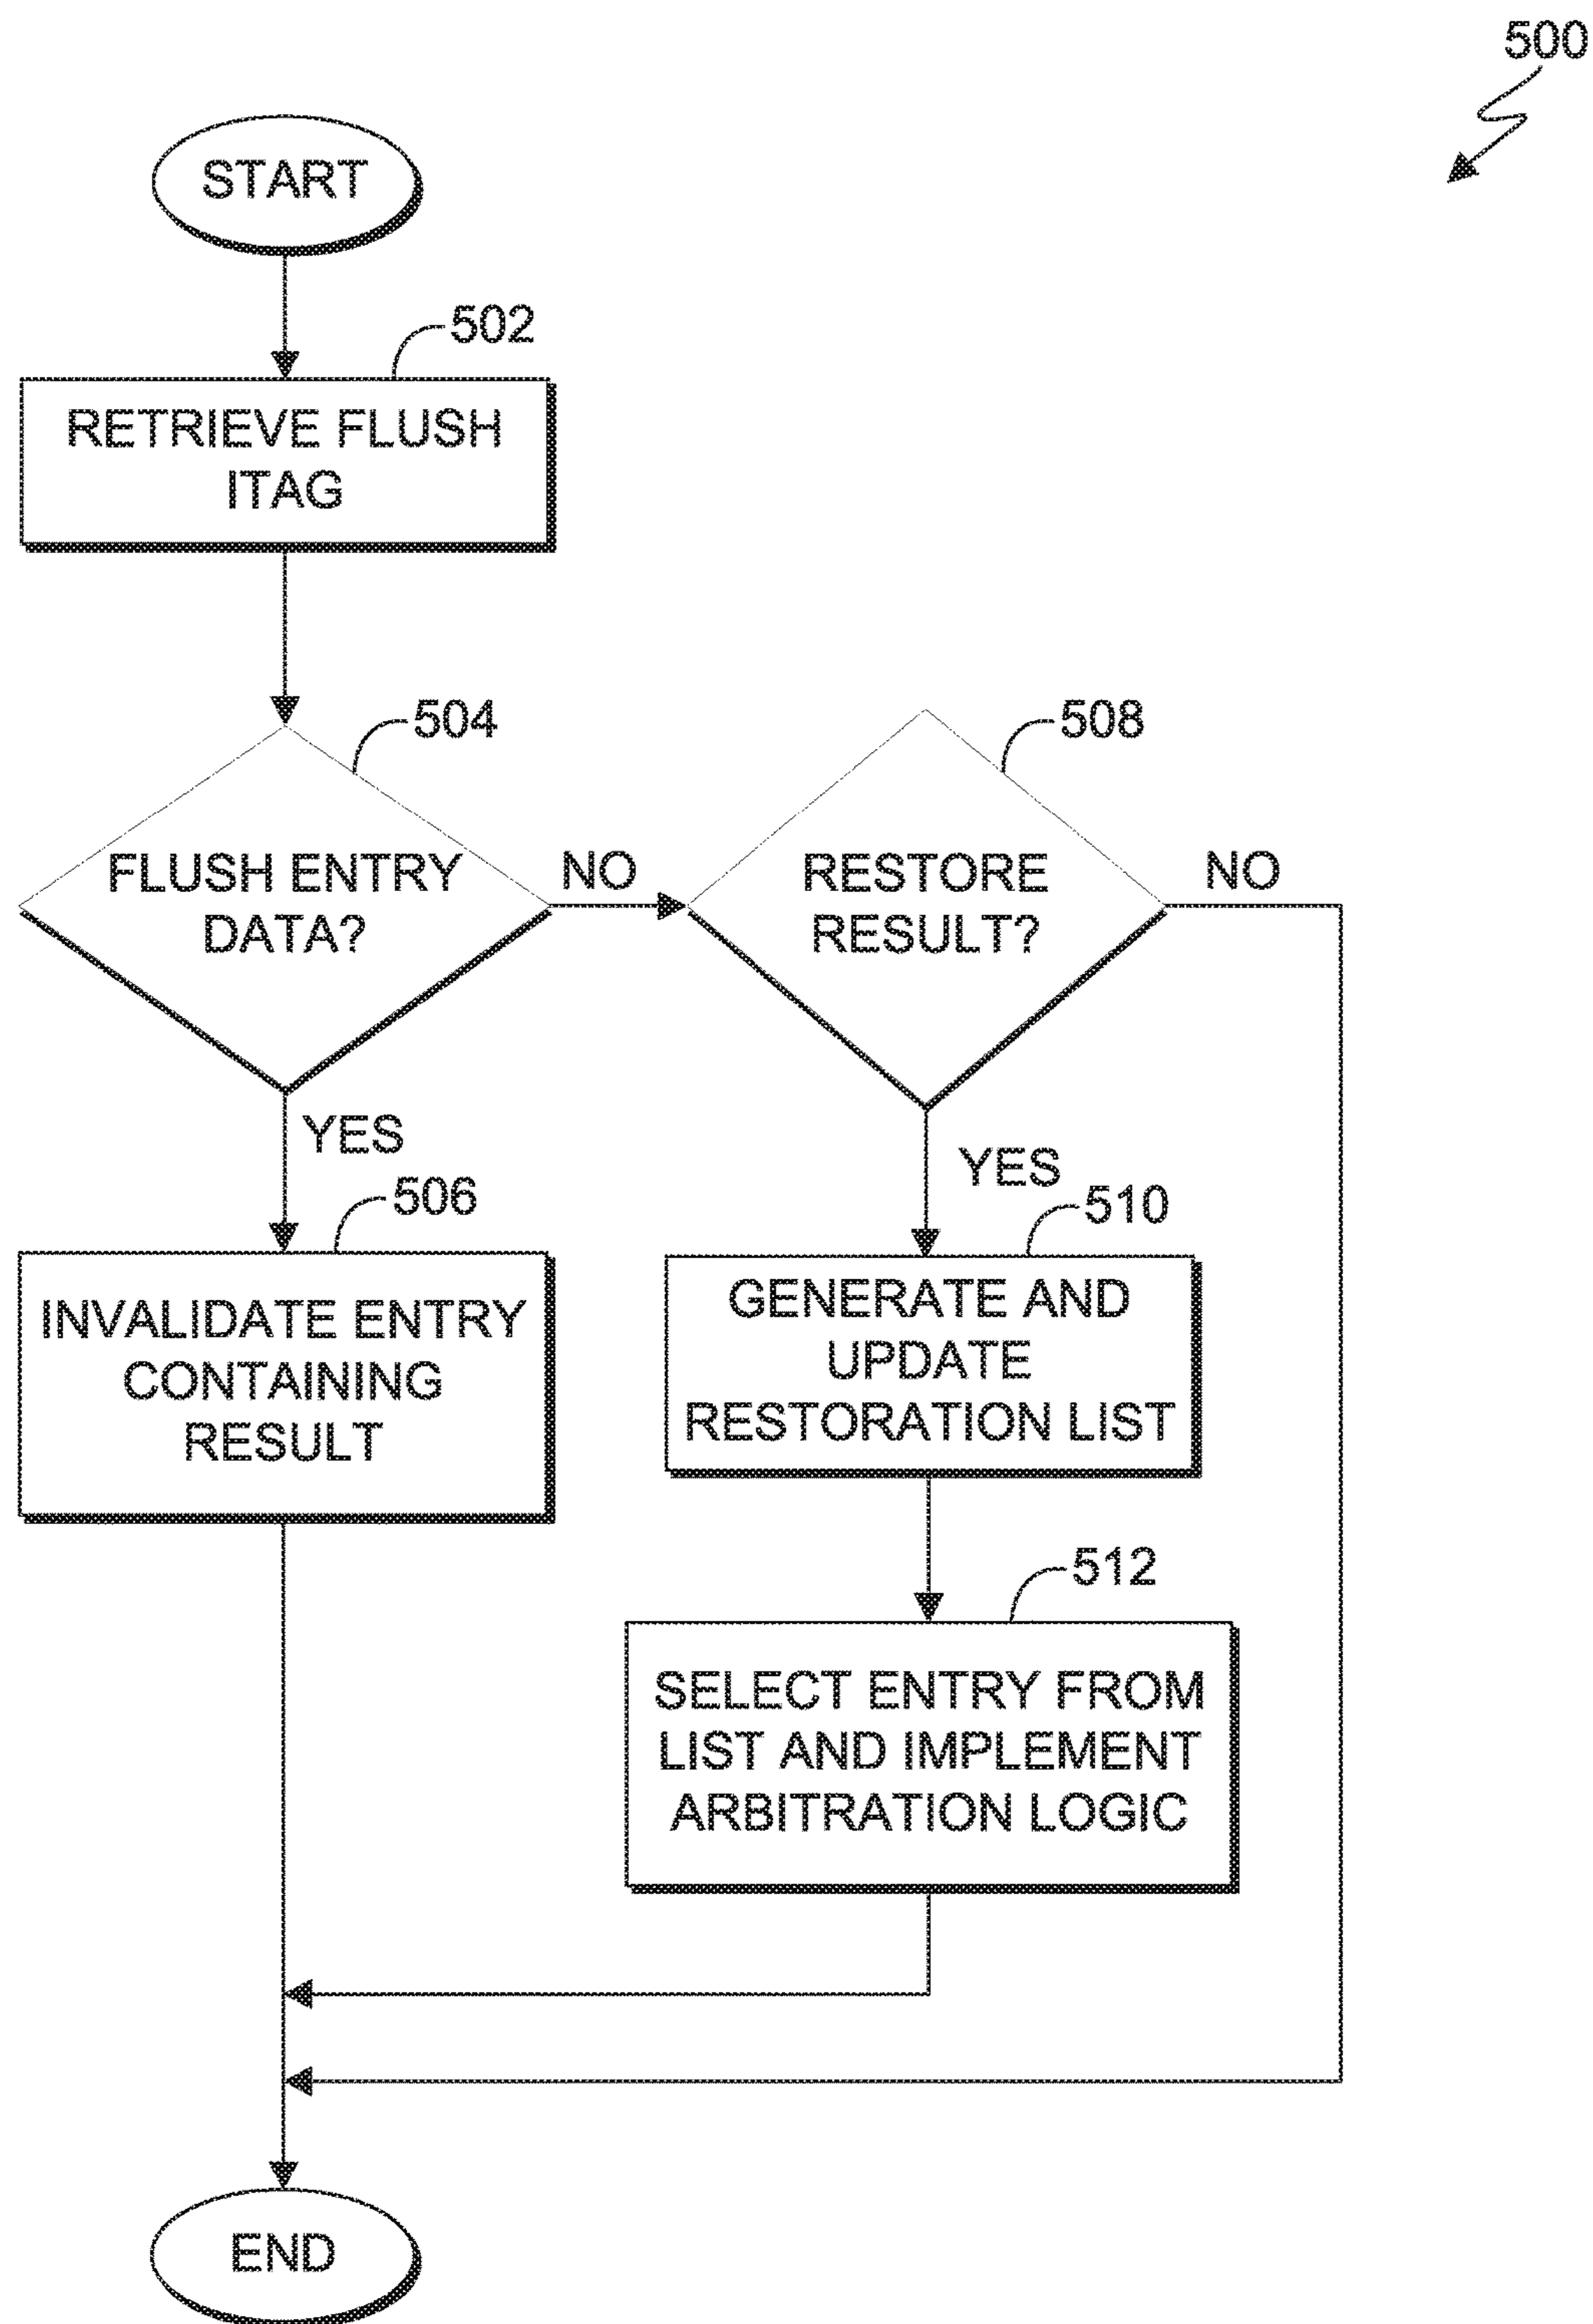 500
START
502
RETRIEVE FLUSH
ITAG
504
FLUSH ENTRY
DATA?
NO
508
RESTORE
RESULT?
NO
YES
506
INVALIDATE ENTRY
CONTAINING
RESULT
YES
510
GENERATE AND
UPDATE
RESTORATION LIST
512
SELECT ENTRY FROM
LIST AND IMPLEMENT
ARBITRATION LOGIC
END